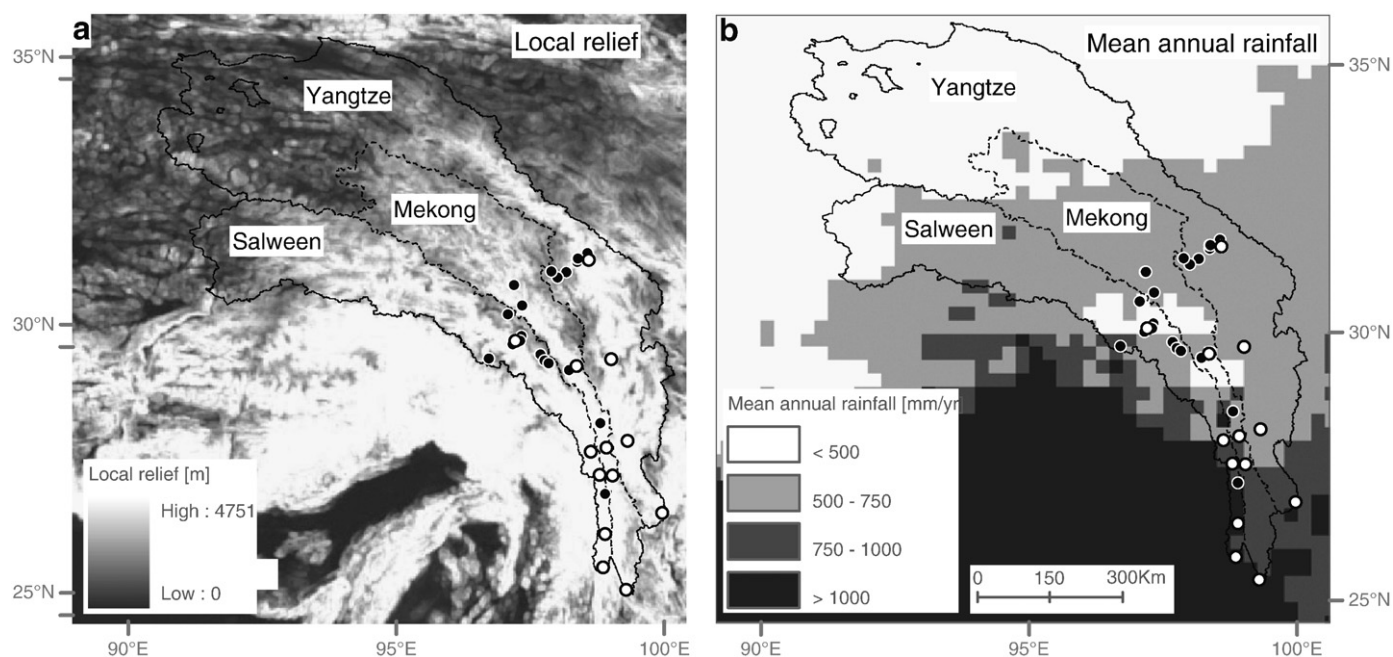 a
Local relief
35°N
Yangtze
Mekong
Salween
30°N
Local relief [m]
High : 4751
Low : 0
25°N
90°E
95°E
100°E
b
Mean annual rainfall
Yangtze
35°N
Mekong
Salween
30°N
Mean annual rainfall [mm/yr
< 500
500 - 750
750 - 1000
> 1000
0 150 300Km
25°N
90°E
95°E
100°E